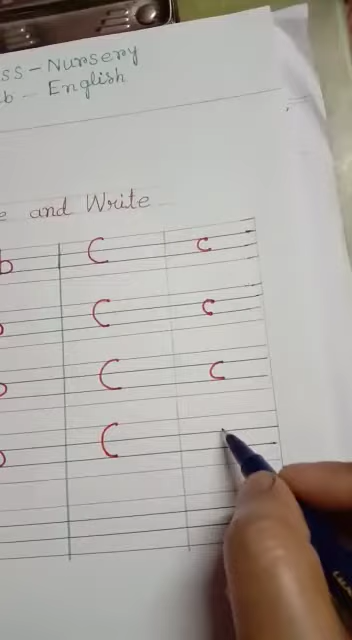 ss - Nursery
b - English
e and Write
b C c
C c
C c
C